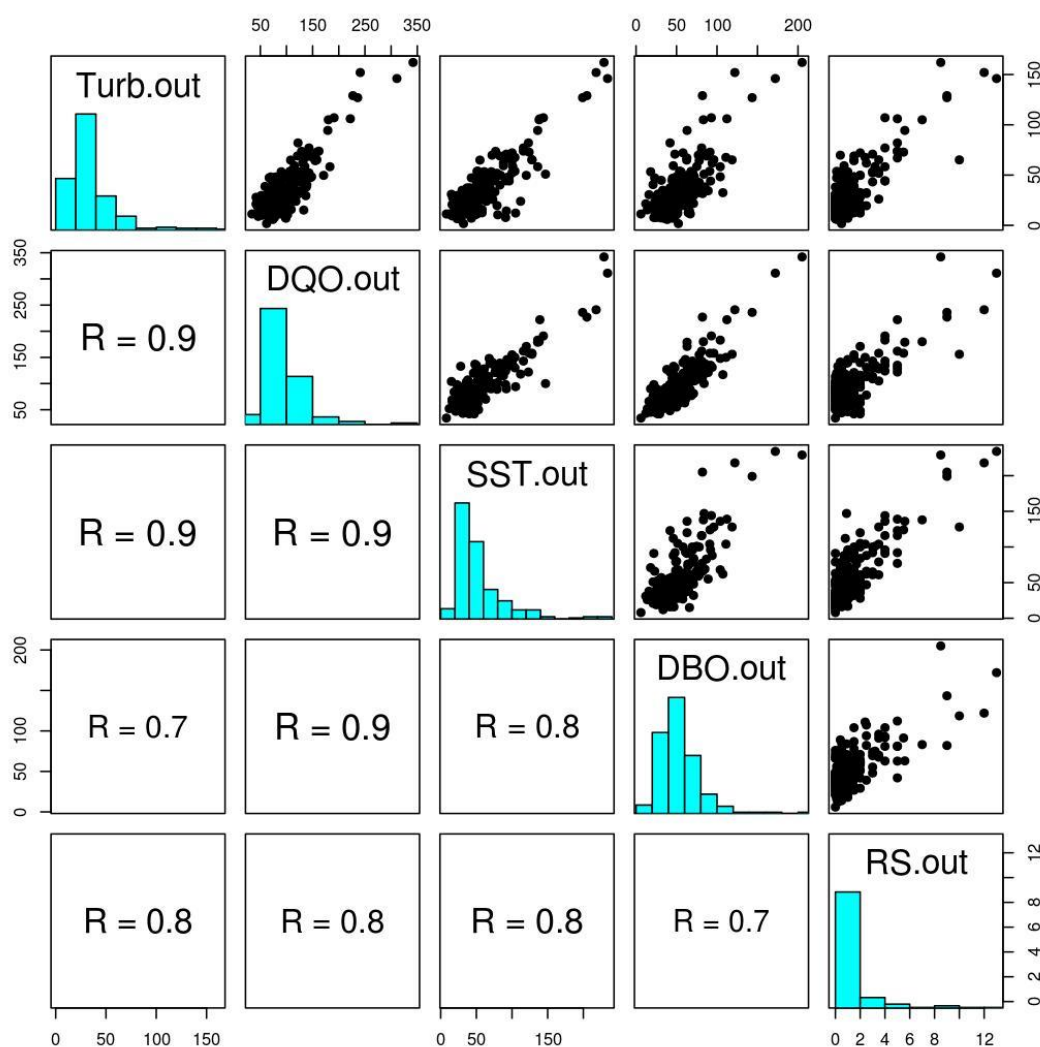 50 150 250 350 0 50 100 200
Turb.out
0 50 100 150
50 150 250 350
R = 0.9
DQO.out
R = 0.9
R = 0.9
SST.out
0 50 150
0 50 100 200
R = 0.7
R = 0.9
R = 0.8
DBO.out
R = 0.8
R = 0.8
R = 0.8
R = 0.7
RS.out
0 2 4 6 8 12
0 50 150 0 50 150 0 2 4 6 8 12